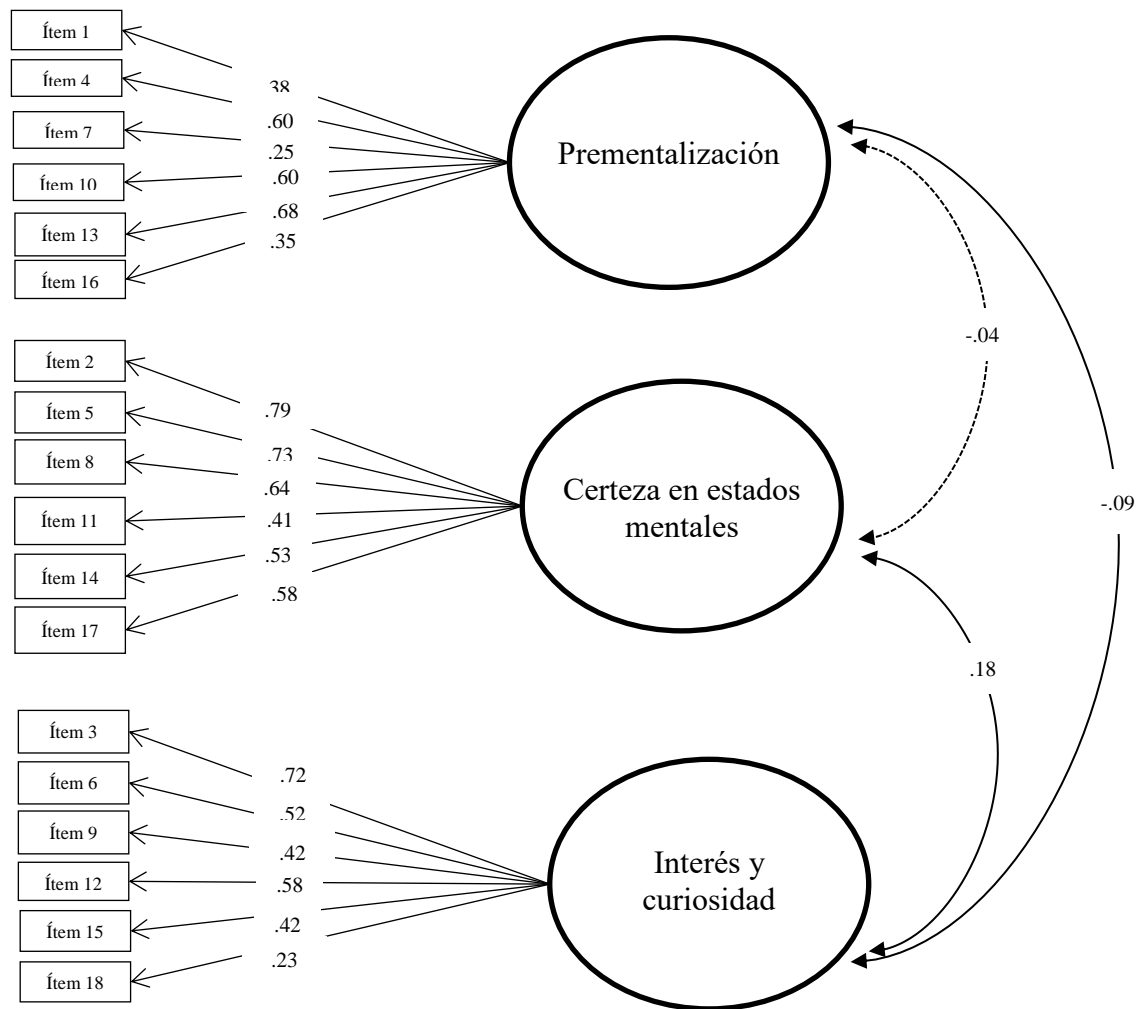 Ítem 1
Ítem 4
Ítem 7
Ítem 10
Ítem 13
Ítem 16
.38
.60
.25
.60
.68
.35
Prementalización
Ítem 2
Ítem 5
Ítem 8
Ítem 11
Ítem 14
Ítem 17
.79
.73
.64
.41
.53
.58
Certeza en estados
mentales
Ítem 3
Ítem 6
Ítem 9
Ítem 12
Ítem 15
Ítem 18
.72
.52
.42
.58
.42
.23
Interés y
curiosidad
-.04
-.09
.18